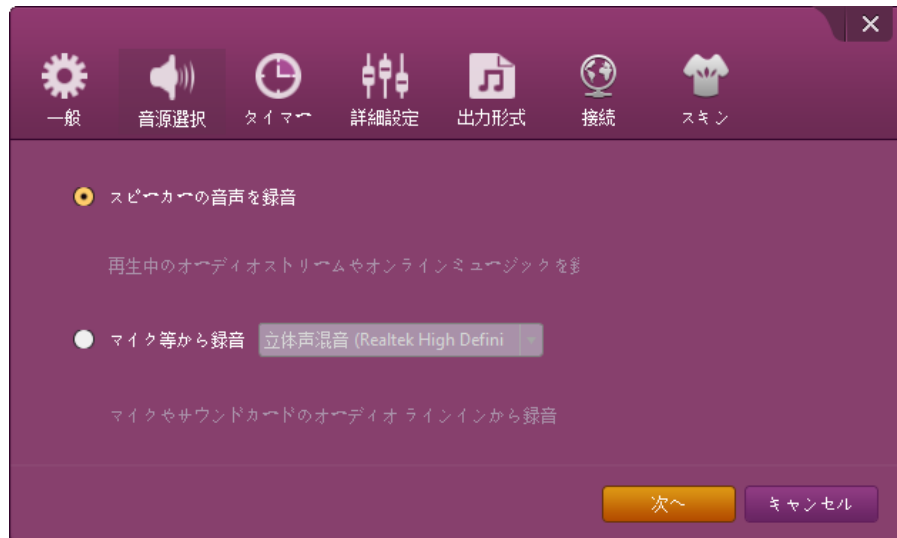 一般 音源選択 タイマー 詳細設定 出力形式 接続 スキン
スピーカーの音声を録音
再生中のオーディオストリームやオンラインミュージックを
マイク等から録音 立体声混音 (Realtek High Defini
マイクやサウンドカードのオーディオ ラインインから録音
次へ キャンセル